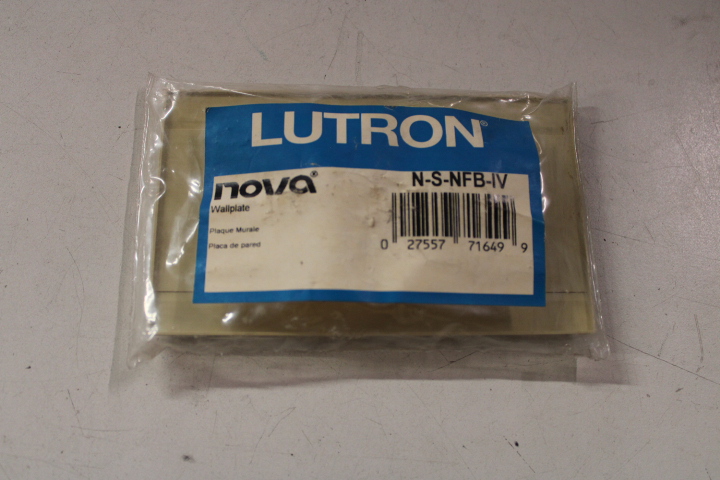 LUTRON®
nova®
N-S-NFB-IV
Wallplate
Plaque Murale
Placa de pared
0 27557 71649 9